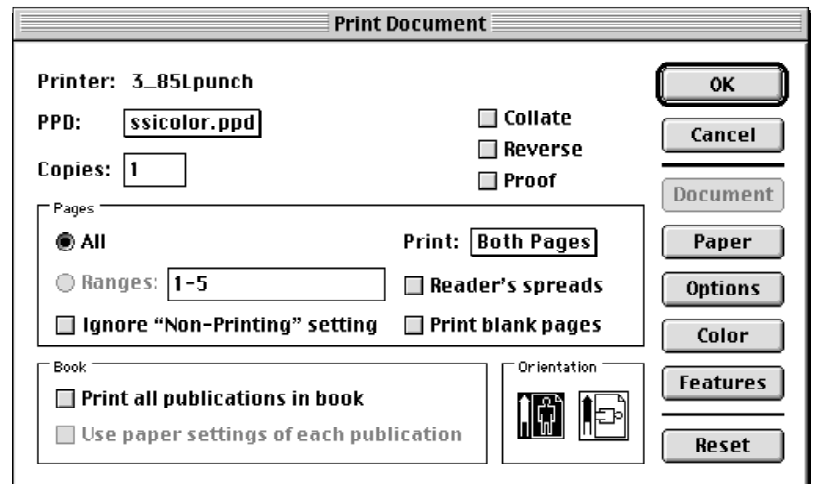 Print Document
Printer: 3_85Lpunch
PPD: ssicolor.ppd
Copies: 1
Collate
Reverse
Proof
Pages
All
Print: Both Pages
Ranges: 1-5
Reader's spreads
Ignore “Non-Printing” setting
Print blank pages
Book
Print all publications in book
Use paper settings of each publication
Orientation
OK
Cancel
Document
Paper
Options
Color
Features
Reset